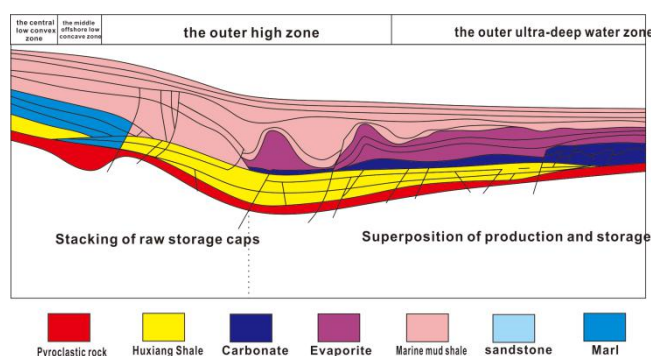 the central
low convex
zone
the middle
offshore low
concave zone
the outer high zone
the outer ultra-deep water zone
Stacking of raw storage caps
Superposition of production and storage
Pyroclastic rock
Huxiang Shale
Carbonate
Evaporite
Marine mud shale
sandstone
Marl